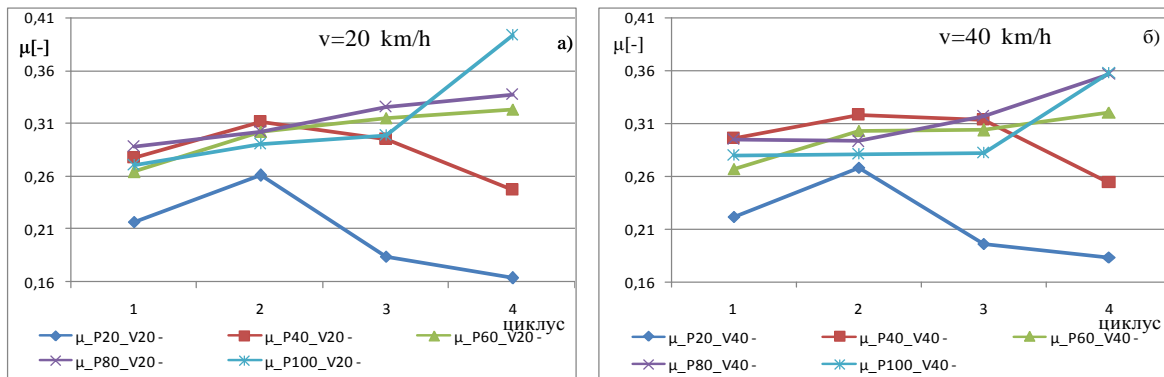 0,41
v=20 km/h
а)
μ[-]
0,36
0,31
0,26
0,21
0,16
1 2 3 4
циклус
μ_P20_V20 - μ_P40_V20 - μ_P60_V20 -
μ_P80_V20 - μ_P100_V20 -
0,41
v=40 km/h
б)
μ[-]
0,36
0,31
0,26
0,21
0,16
1 2 3 4
циклус
μ_P20_V40 - μ_P40_V40 - μ_P60_V40 -
μ_P80_V40 - μ_P100_V40 -